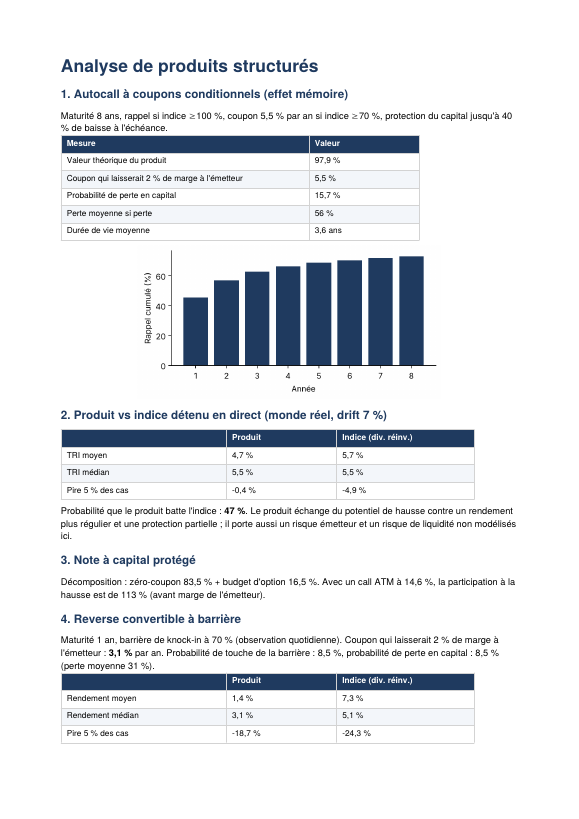 Analyse de produits structurés
1. Autocall à coupons conditionnels (effet mémoire)
Maturité 8 ans, rappel si indice ≥100 %, coupon 5,5 % par an si indice ≥70 %, protection du capital jusqu'à 40
% de baisse à l'échéance.
Mesure Valeur
Valeur théorique du produit 97,9 %
Coupon qui laisserait 2 % de marge à l'émetteur 5,5 %
Probabilité de perte en capital 15,7 %
Perte moyenne si perte 56 %
Durée de vie moyenne 3,6 ans
Rappel cumulé (%)
60
40
20
0
1 2 3 4 5 6 7 8
Année
2. Produit vs indice détenu en direct (monde réel, drift 7 %)
Produit Indice (div. réinv.)
TRI moyen 4,7 % 5,7 %
TRI médian 5,5 % 5,5 %
Pire 5 % des cas -0,4 % -4,9 %
Probabilité que le produit batte l'indice : 47 %. Le produit échange du potentiel de hausse contre un rendement
plus régulier et une protection partielle ; il porte aussi un risque émetteur et un risque de liquidité non modélisés
ici.
3. Note à capital protégé
Décomposition : zéro-coupon 83,5 % + budget d'option 16,5 %. Avec un call ATM à 14,6 %, la participation à la
hausse est de 113 % (avant marge de l'émetteur).
4. Reverse convertible à barrière
Maturité 1 an, barrière de knock-in à 70 % (observation quotidienne). Coupon qui laisserait 2 % de marge à
l'émetteur : 3,1 % par an. Probabilité de touche de la barrière : 8,5 %, probabilité de perte en capital : 8,5 %
(perte moyenne 31 %).
Produit Indice (div. réinv.)
Rendement moyen 1,4 % 7,3 %
Rendement médian 3,1 % 5,1 %
Pire 5 % des cas -18,7 % -24,3 %